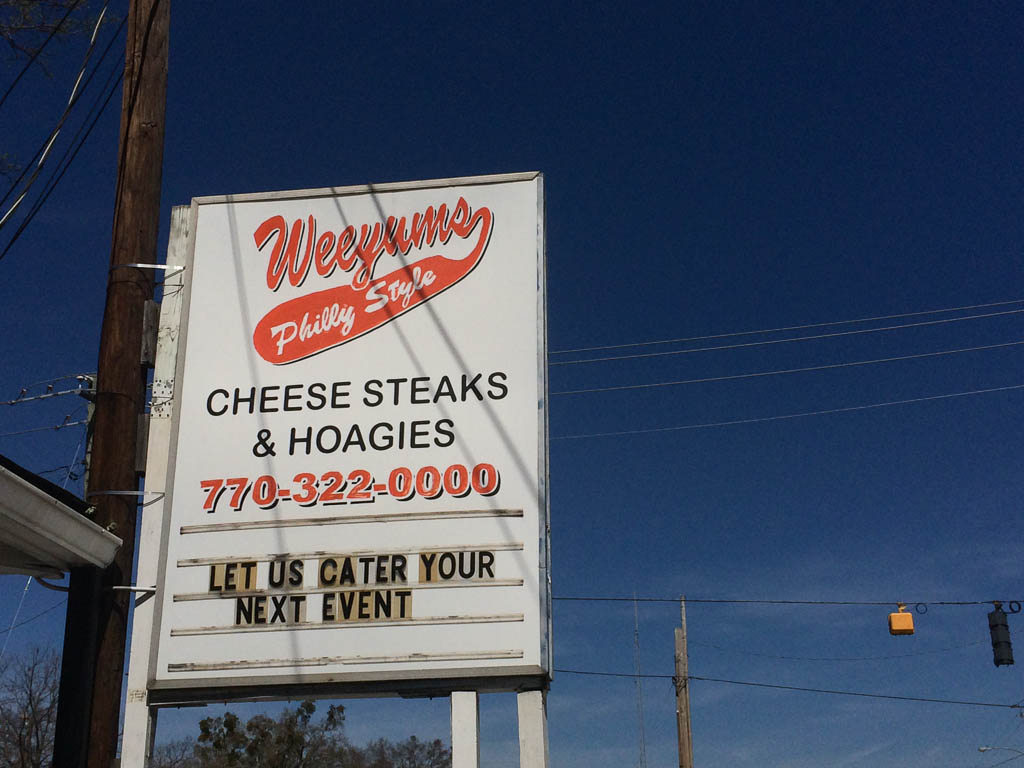 Weeyums
Philly Style
CHEESE STEAKS
& HOAGIES
770-322-0000
LET US CATER YOUR
NEXT EVENT